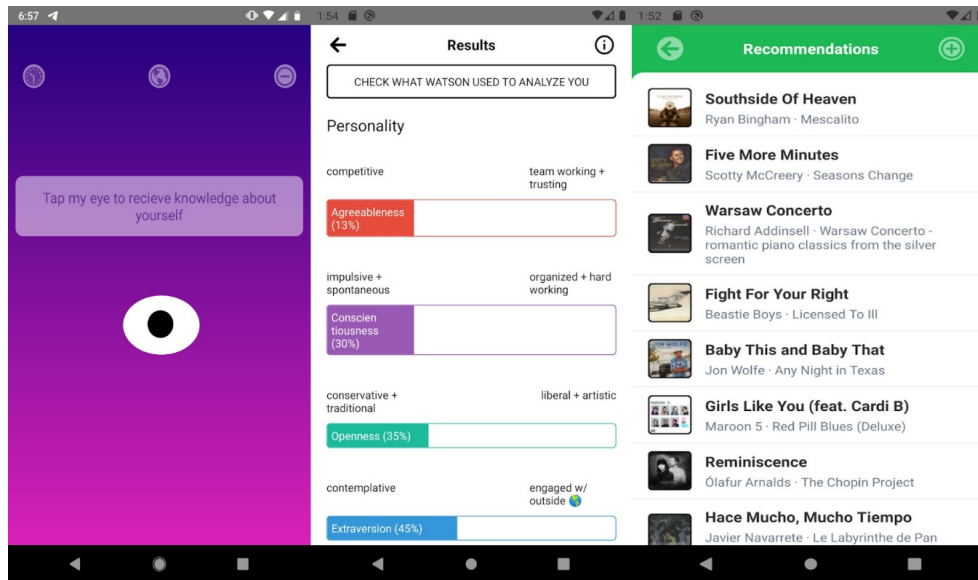 6:57
Tap my eye to recieve knowledge about
yourself
1:54
Results
CHECK WHAT WATSON USED TO ANALYZE YOU
Personality
competitive
team working +
trusting
Agreeableness
(13%)
impulsive +
spontaneous
organized + hard
working
Conscien
tiousness
(30%)
conservative +
traditional
liberal + artistic
Openness (35%)
contemplative
engaged w/
outside 🌎
Extraversion (45%)
1:52
Recommendations
Southside Of Heaven
Ryan Bingham · Mescalito
Five More Minutes
Scotty McCreery · Seasons Change
Warsaw Concerto
Richard Addinsell · Warsaw Concerto -
romantic piano classics from the silver
screen
Fight For Your Right
Beastie Boys · Licensed To Ill
JON WOLFE
Baby This and Baby That
Jon Wolfe · Any Night in Texas
Girls Like You (feat. Cardi B)
Maroon 5 · Red Pill Blues (Deluxe)
Reminiscence
Ólafur Arnalds · The Chopin Project
Hace Mucho, Mucho Tiempo
Javier Navarrete · Le Labyrinthe de Pan